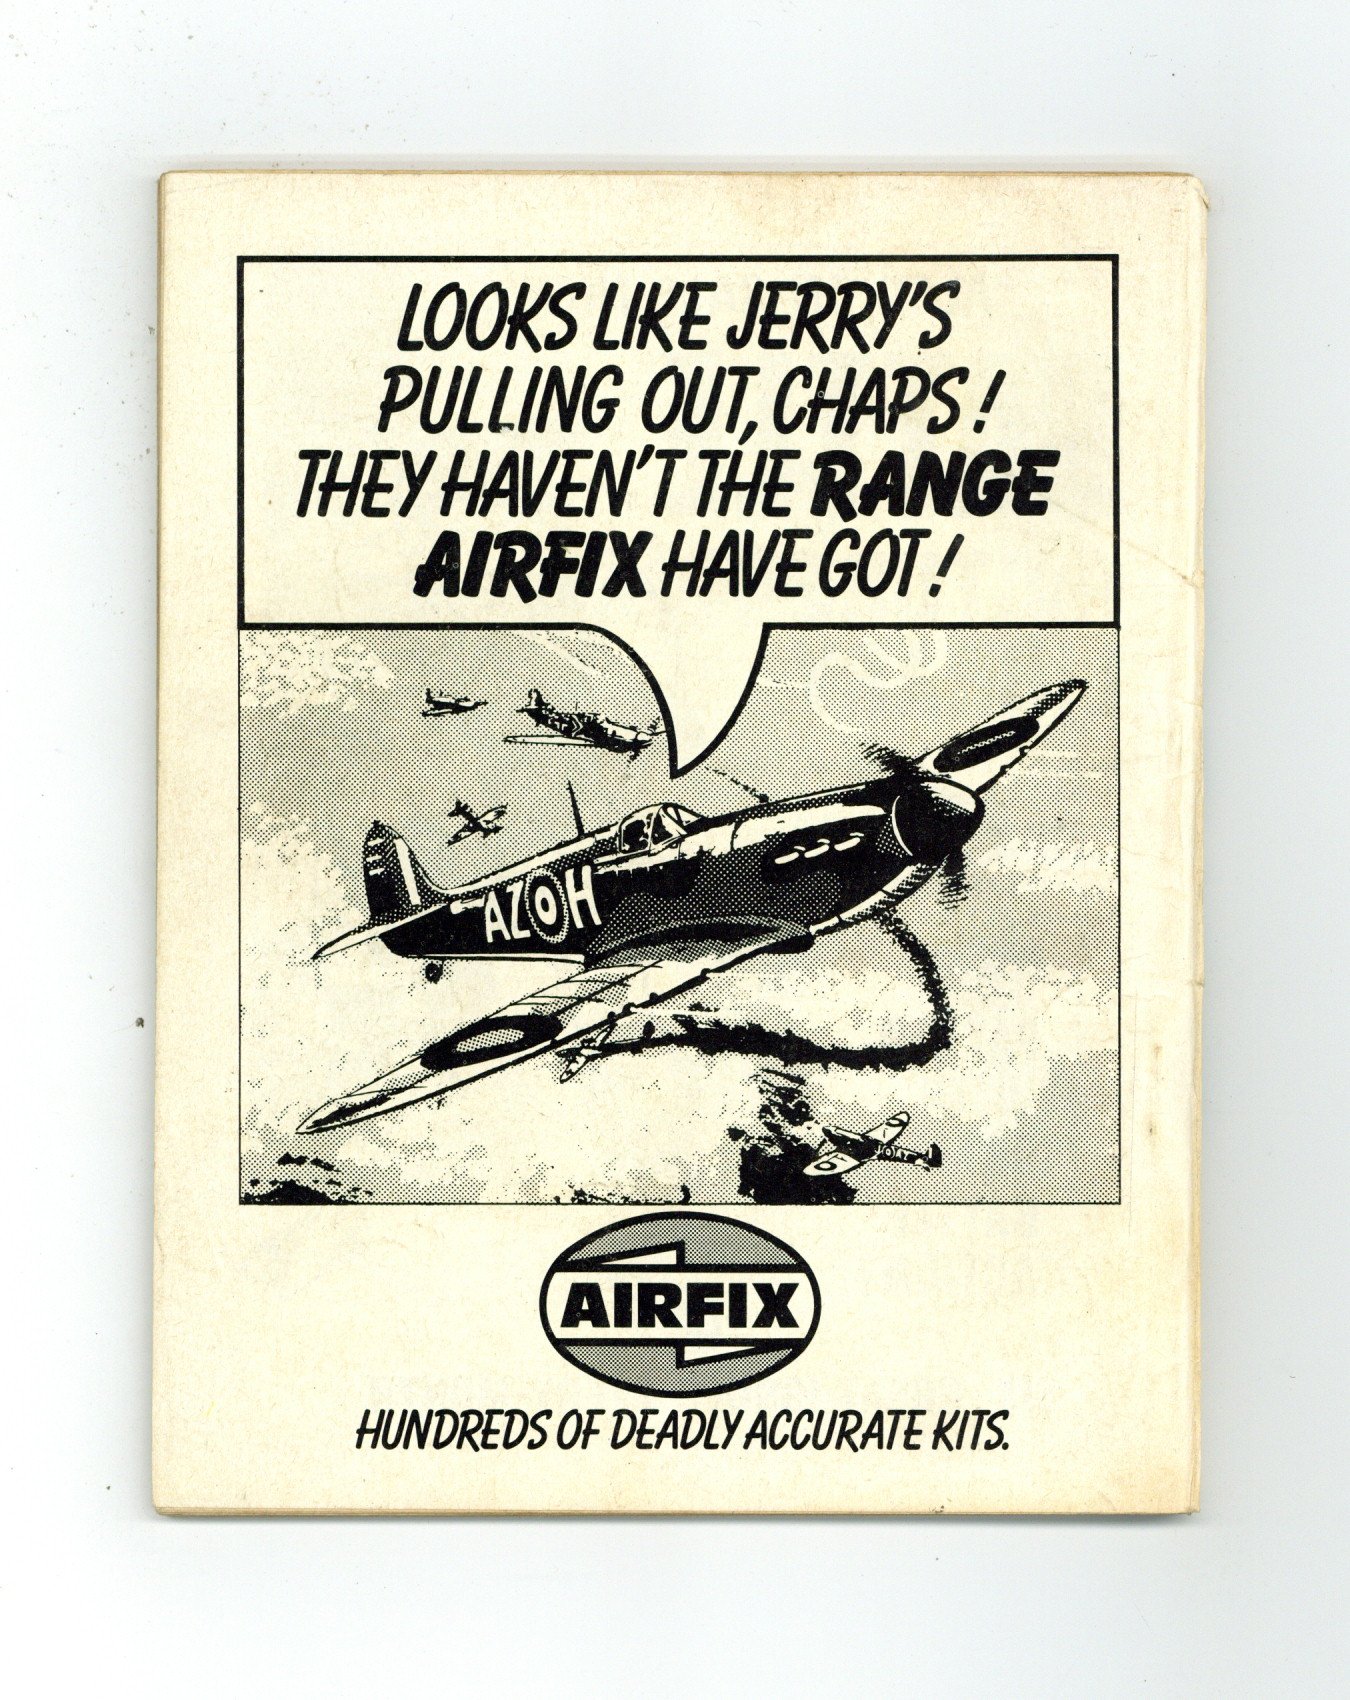 LOOKS LIKE JERRY'S
PULLING OUT, CHAPS!
THEY HAVEN'T THE RANGE
AIRFIX HAVE GOT!
AZ H
AIRFIX
HUNDREDS OF DEADLY ACCURATE KITS.